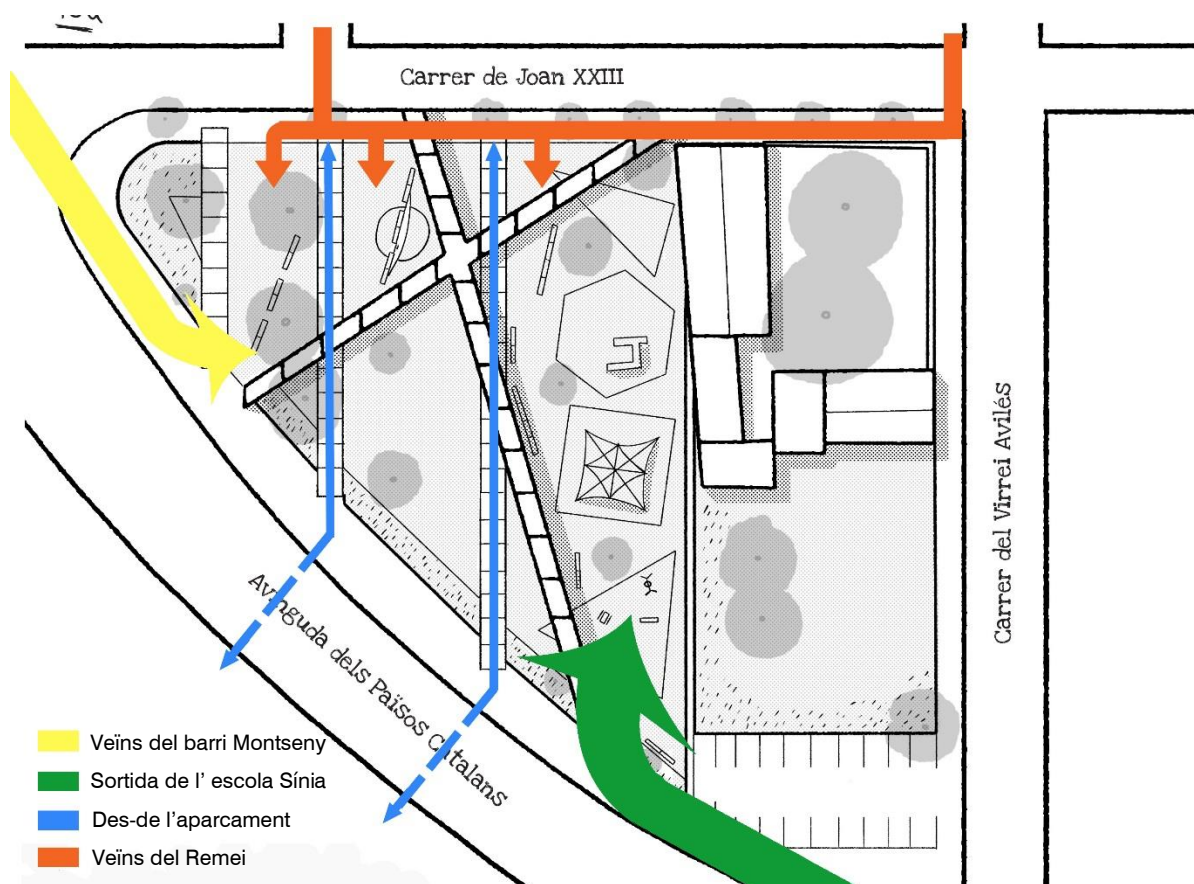 Carrer de Joan XXIII
Carrer del Virrei Avilés
Avinguda dels Països Catalans
Veïns del barri Montseny
Sortida de l' escola Sínia
Des-de l'aparcament
Veïns del Remei